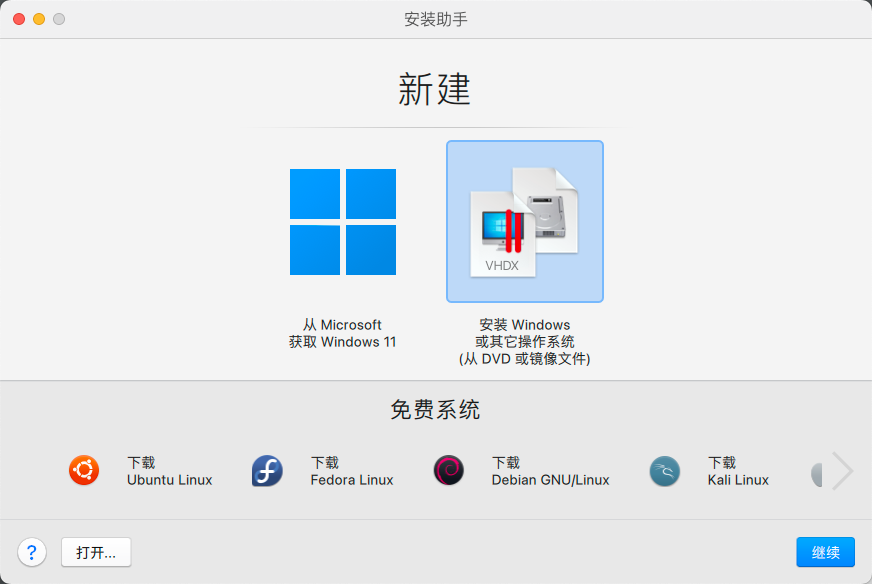 安装助手
新建
VHDX
从 Microsoft
获取 Windows 11
安装 Windows
或其它操作系统
(从 DVD 或镜像文件)
免费系统
下载
Ubuntu Linux
下载
Fedora Linux
下载
Debian GNU/Linux
下载
Kali Linux
?
打开...
继续